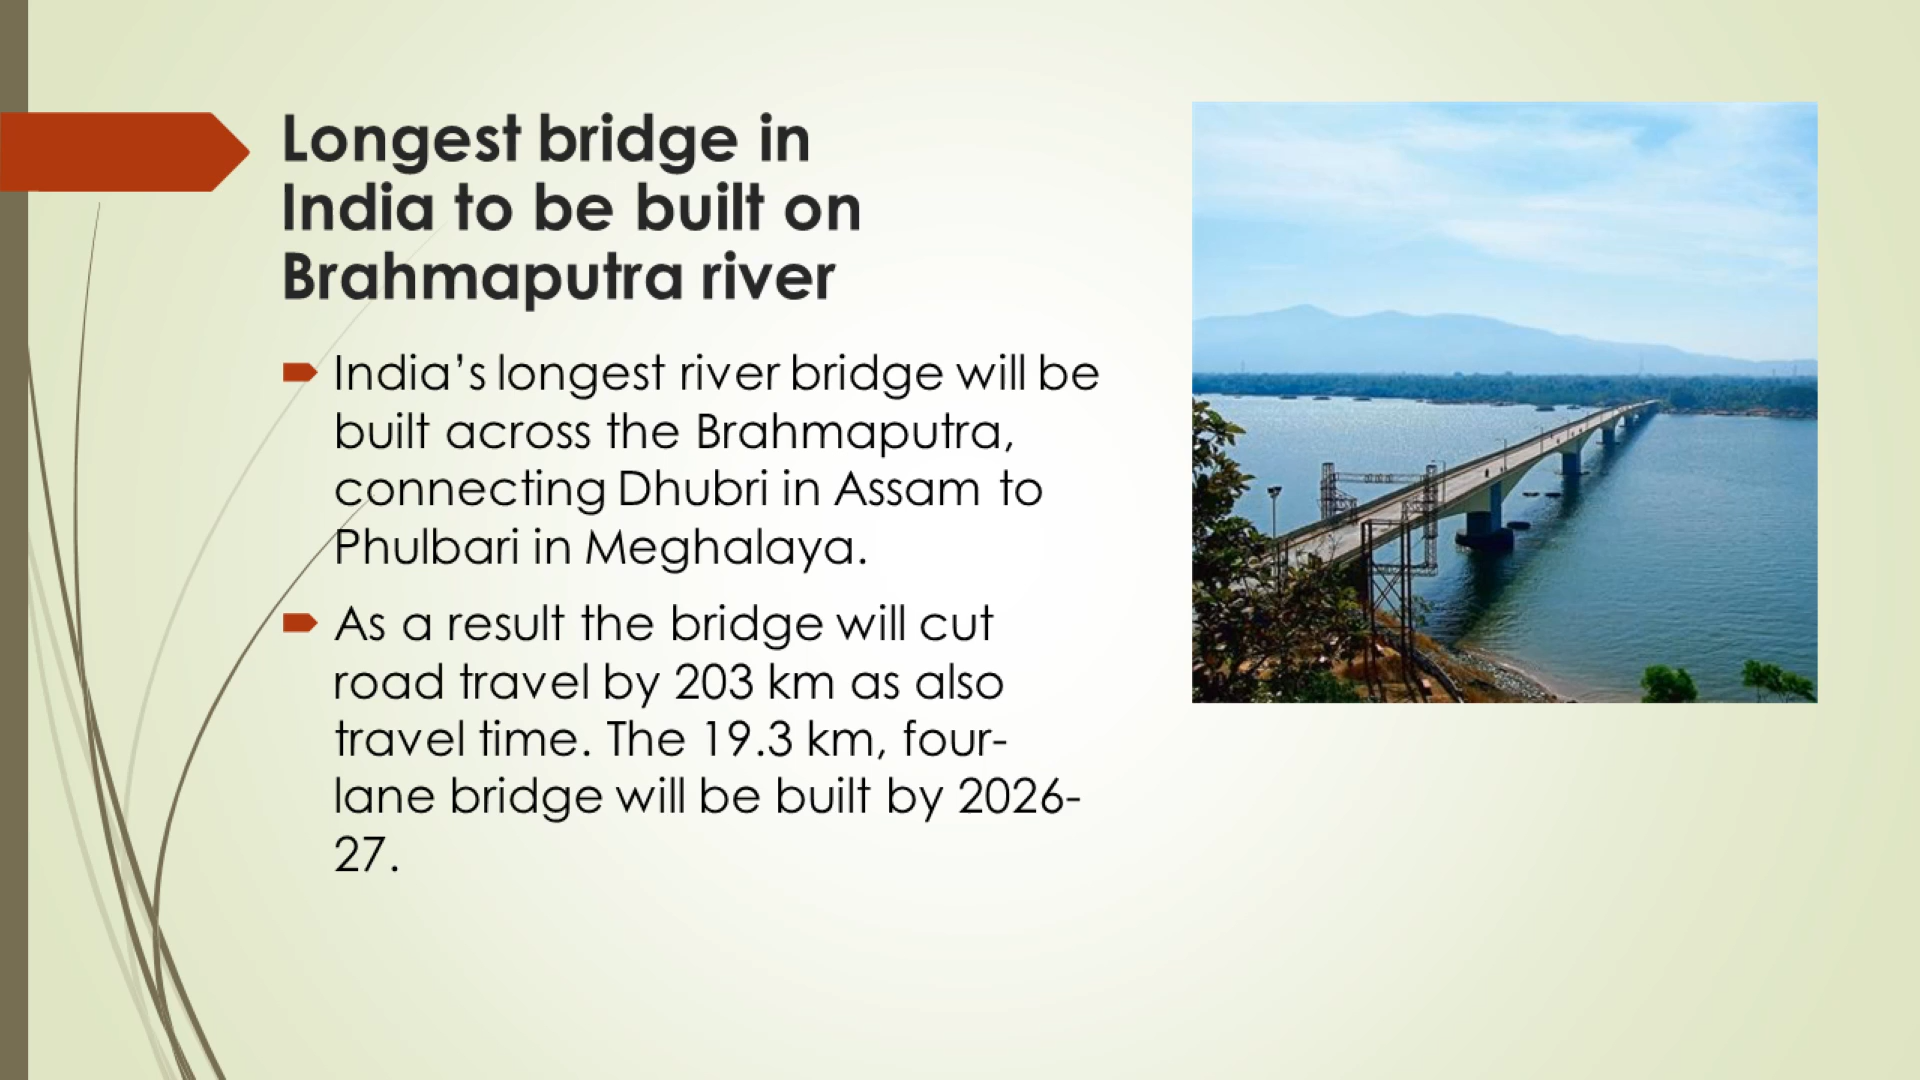 Longest bridge in
India to be built on
Brahmaputra river
India’s longest river bridge will be
built across the Brahmaputra,
connecting Dhubri in Assam to
Phulbari in Meghalaya.
As a result the bridge will cut
road travel by 203 km as also
travel time. The 19.3 km, four-
lane bridge will be built by 2026-
27.